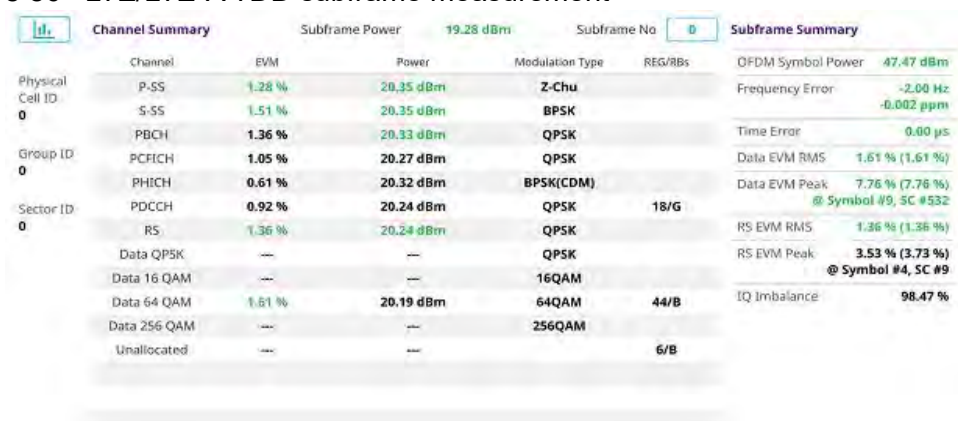 Channel Summary Subframe Power 19.28 dBm Subframe No 0 Subframe Summary
Channel EVM Power Modulation Type REG/RBs
OFDM Symbol Power 47.47 dBm
Physical Cell ID 0
P-SS 1.28 % 20.35 dBm Z-Chu
Frequency Error -2.00 Hz
-0.002 ppm
S-SS 1.51 % 20.35 dBm BPSK
PBCH 1.36 % 20.33 dBm QPSK
Time Error 0.00 µs
Group ID 0
PCFICH 1.05 % 20.27 dBm QPSK
Data EVM RMS 1.61 % (1.61 %)
PHICH 0.61 % 20.32 dBm BPSK(CDM)
Data EVM Peak 7.76 % (7.76 %)
@ Symbol #9, SC #532
Sector ID 0
PDCCH 0.92 % 20.24 dBm QPSK 18/G
RS 1.36 % 20.24 dBm QPSK
RS EVM RMS 1.36 % (1.36 %)
Data QPSK --- --- QPSK
RS EVM Peak 3.53 % (3.73 %)
@ Symbol #4, SC #9
Data 16 QAM --- --- 16QAM
Data 64 QAM 1.61 % 20.19 dBm 64QAM 44/B
IQ Imbalance 98.47 %
Data 256 QAM --- --- 256QAM
Unallocated --- --- 6/B